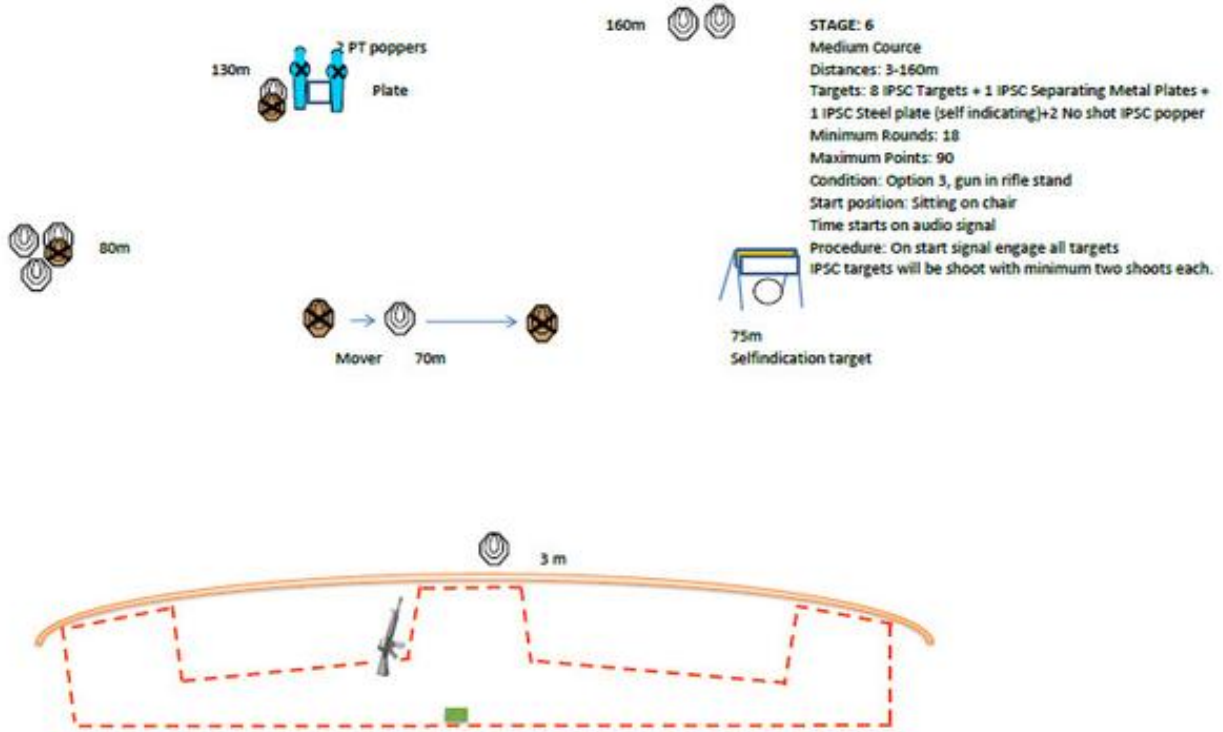 160m
2 PT poppers
130m
Plate
80m
Mover 70m
75m
Selfindication target
3 m
STAGE: 6
Medium Cource
Distances: 3-160m
Targets: 8 IPSC Targets + 1 IPSC Separating Metal Plates +
1 IPSC Steel plate (self indicating)+2 No shot IPSC popper
Minimum Rounds: 18
Maximum Points: 90
Condition: Option 3, gun in rifle stand
Start position: Sitting on chair
Time starts on audio signal
Procedure: On start signal engage all targets
IPSC targets will be shoot with minimum two shoots each.